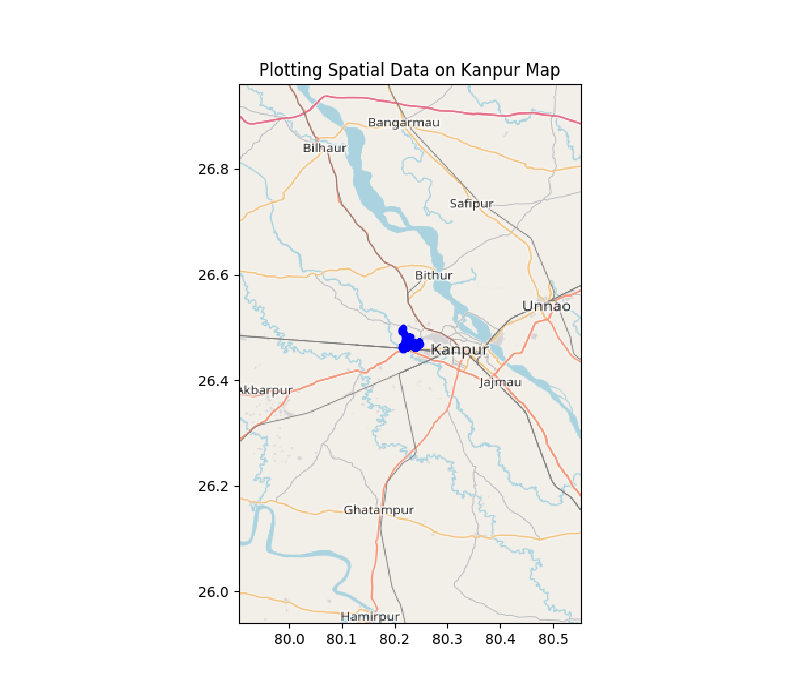 Plotting Spatial Data on Kanpur Map
Bangarmau
Bilhaur
26.8
Safipur
Bithur
26.6
Unnao
Kanpur
26.4
Jajmau
Akbarpur
26.2
Ghatampur
26.0
Hamirpur
80.0 80.1 80.2 80.3 80.4 80.5